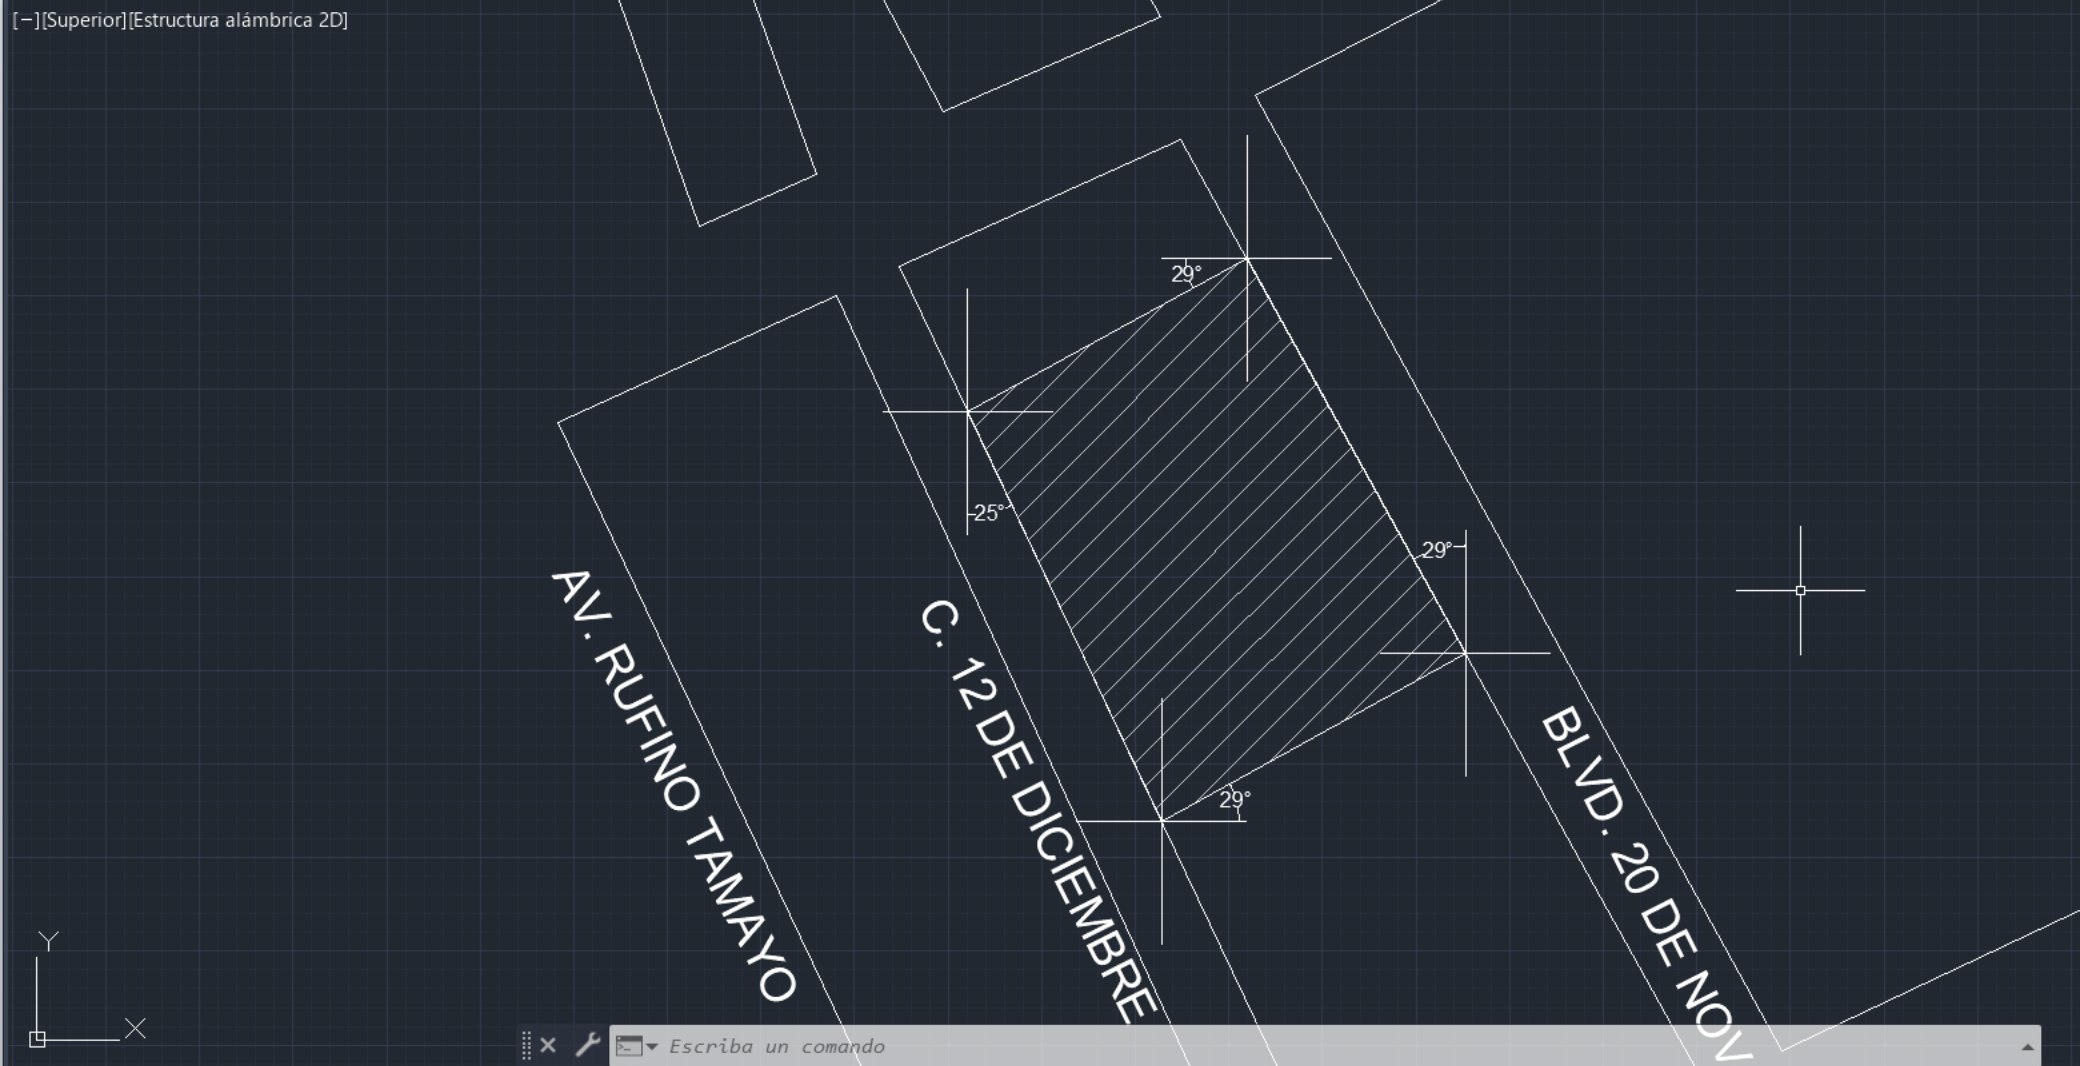 [−][Superior][Estructura alámbrica 2D]
29°
25°
29°
29°
AV. RUFINO TAMAYO
C. 12 DE DICIEMBRE
BLVD. 20 DE NOV
Y
X
Escriba un comando